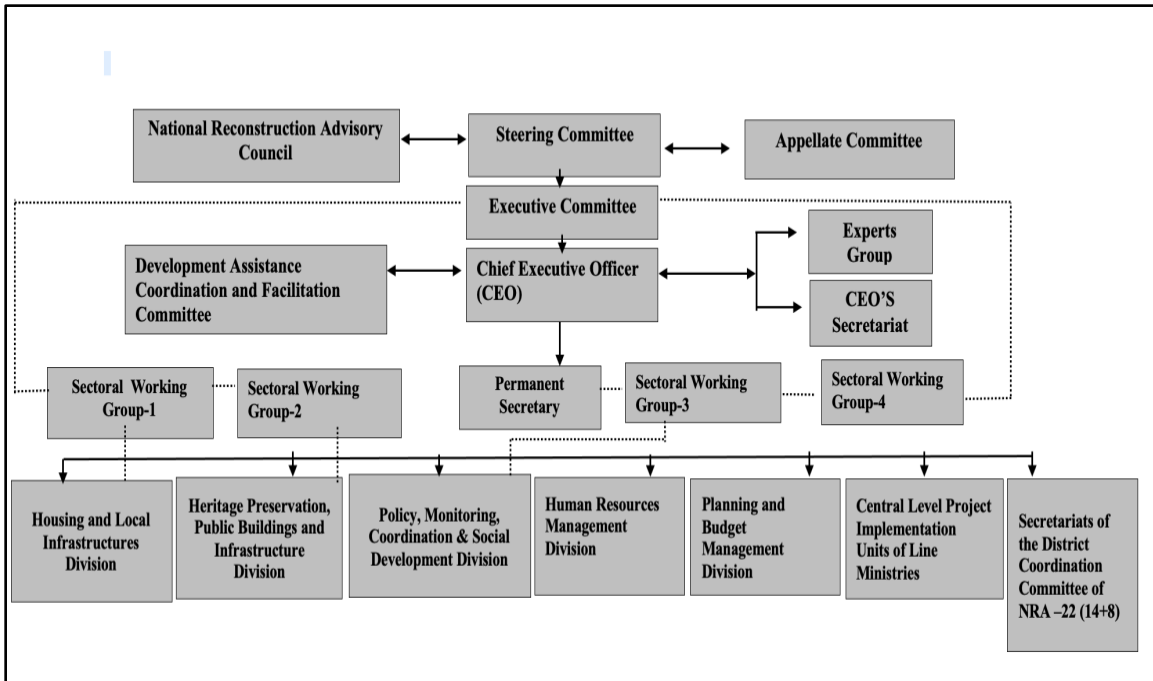 National Reconstruction Advisory
Council
Steering Committee
Appellate Committee
Executive Committee
Experts
Group
Development Assistance
Coordination and Facilitation
Committee
Chief Executive Officer
(CEO)
CEO'S
Secretariat
Sectoral Working
Group-1
Sectoral Working
Group-2
Permanent
Secretary
Sectoral Working
Group-3
Sectoral Working
Group-4
Housing and Local
Infrastructures
Division
Heritage Preservation,
Public Buildings and
Infrastructure
Division
Policy, Monitoring,
Coordination & Social
Development Division
Human Resources
Management
Division
Planning and
Budget
Management
Division
Central Level Project
Implementation
Units of Line
Ministries
Secretariats of
the District
Coordination
Committee of
NRA –22 (14+8)